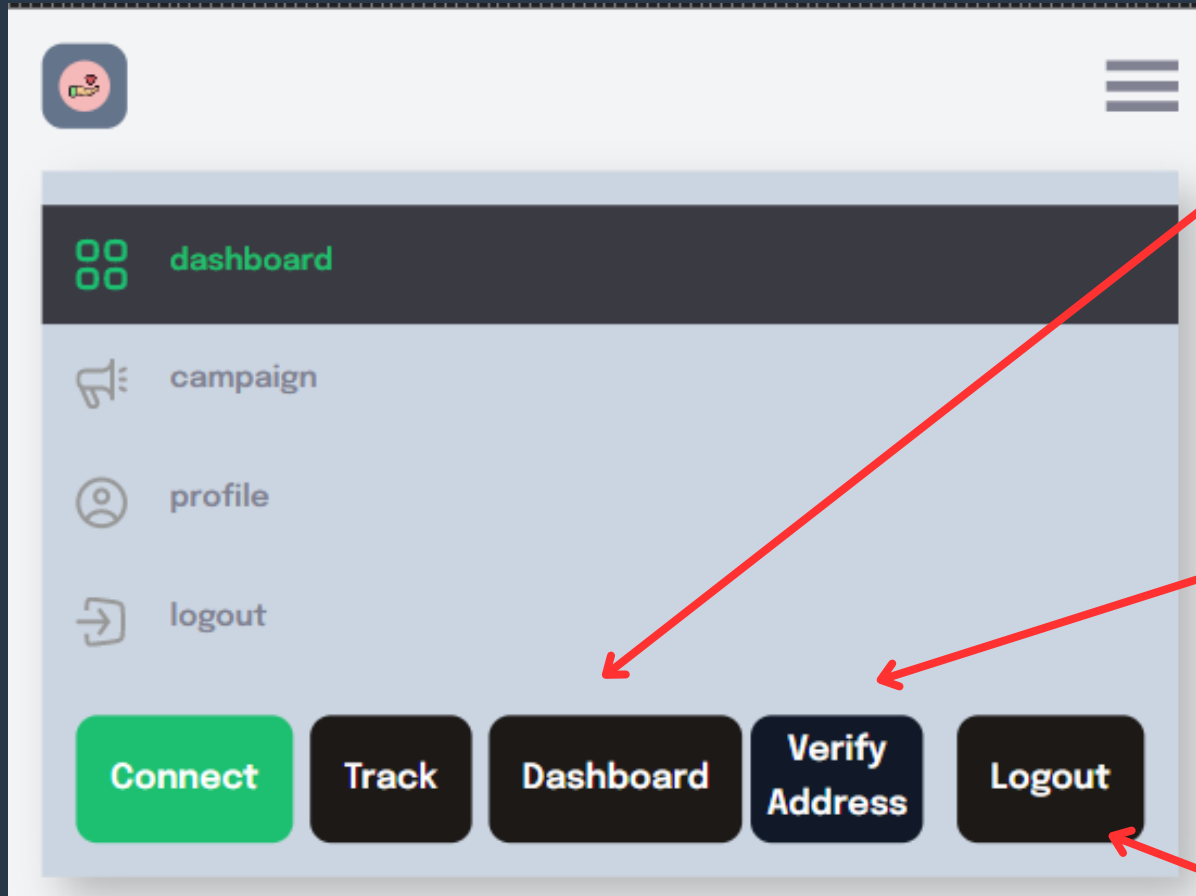 dashboard
campaign
profile
logout
Connect
Track
Dashboard
Verify
Address
Logout